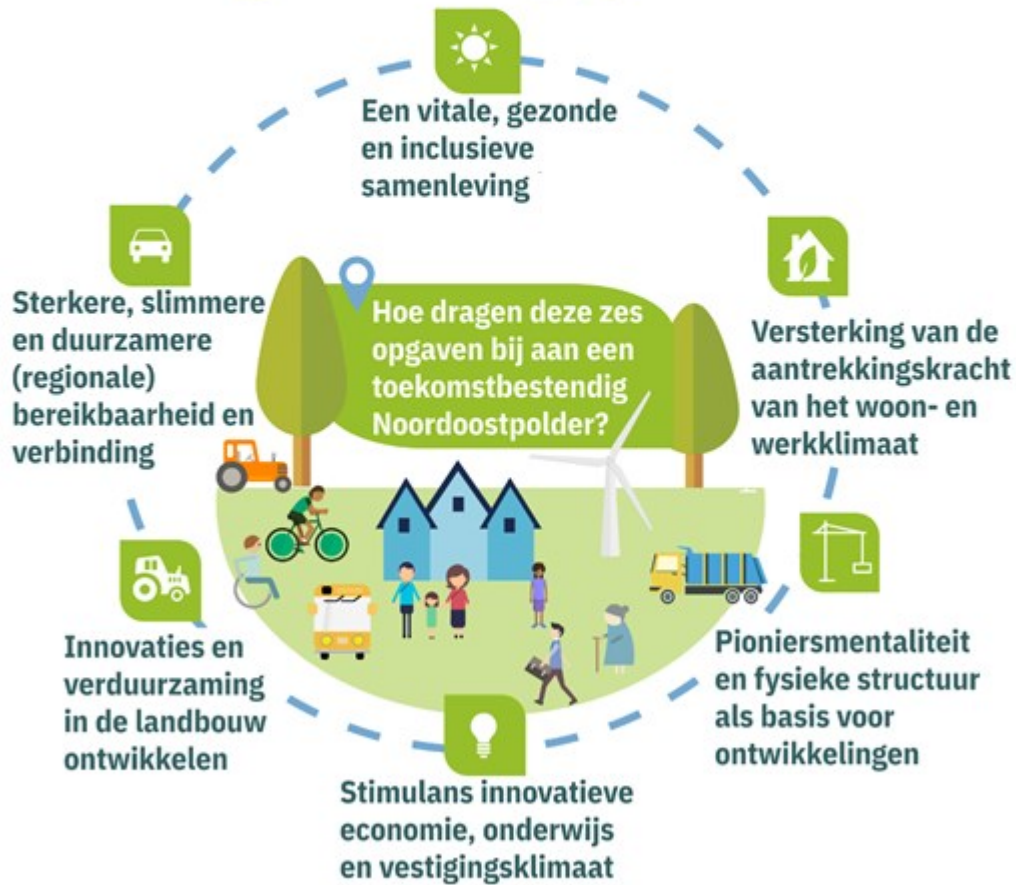 Een vitale, gezonde
en inclusieve
samenleving
Versterking van de
aantrekkingskracht
van het woon- en
werkklimaat
Pioniersmentaliteit
en fysieke structuur
als basis voor
ontwikkelingen
Stimulans innovatieve
economie, onderwijs
en vestigingsklimaat
Innovaties en
verduurzaming
in de landbouw
ontwikkelen
Sterkere, slimmere
en duurzamere
(regionale)
bereikbaarheid en
verbinding
Hoe dragen deze zes
opgaven bij aan een
toekomstbestendig
Noordoostpolder?